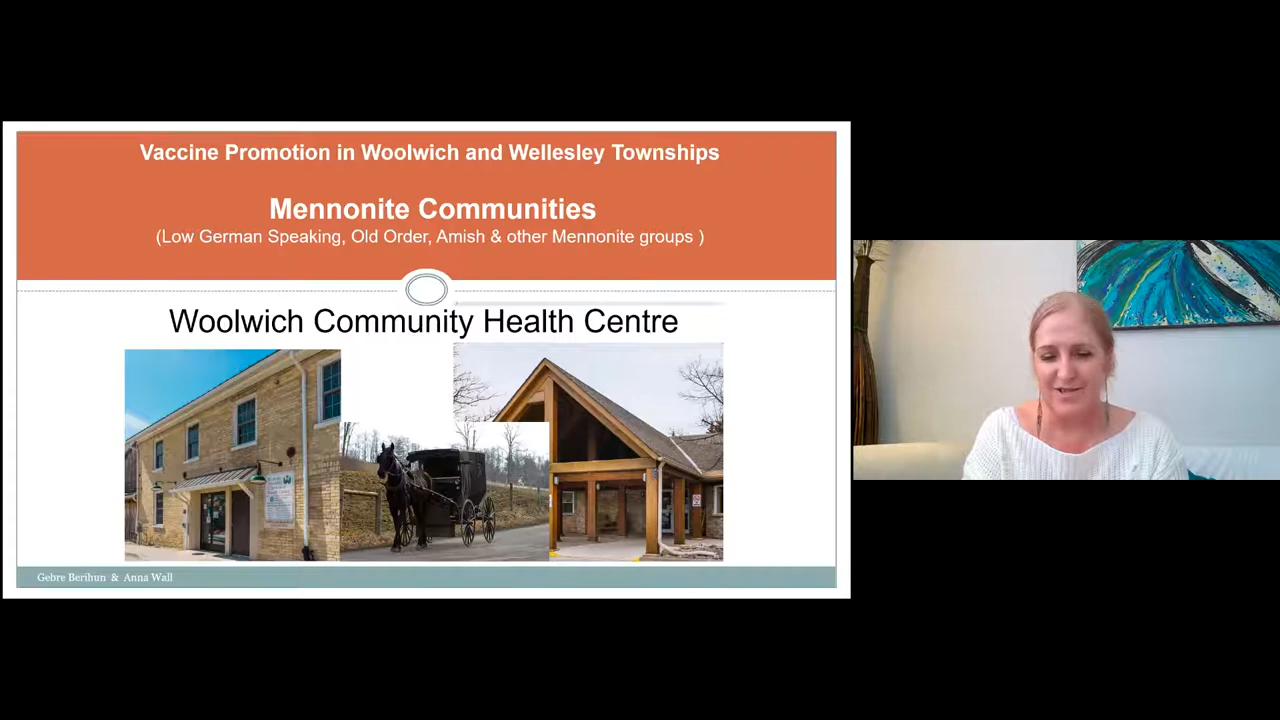 Vaccine Promotion in Woolwich and Wellesley Townships
Mennonite Communities
(Low German Speaking, Old Order, Amish & other Mennonite groups )
Woolwich Community Health Centre
Gebre Berihun & Anna Wall